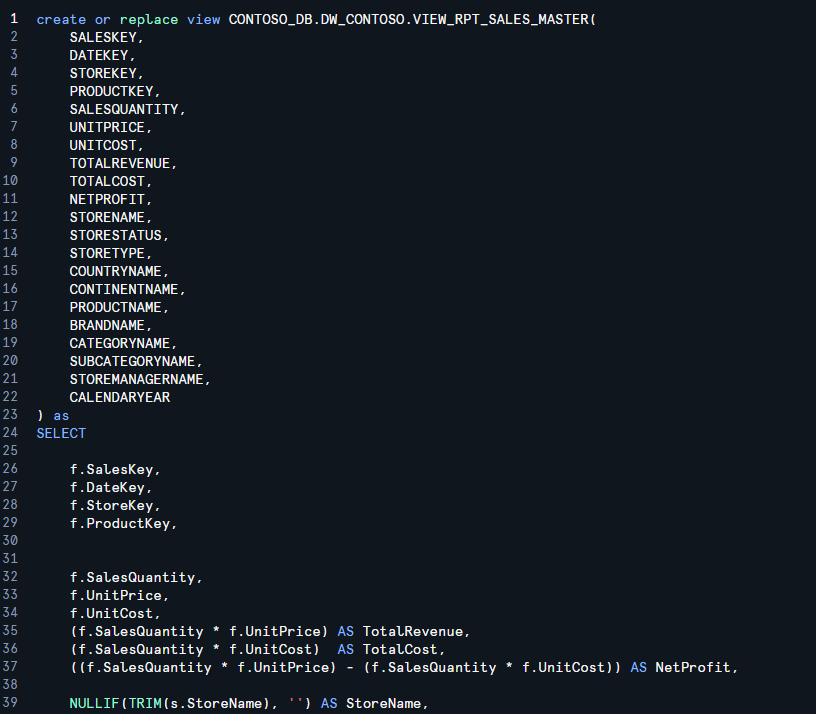 1 create or replace view CONTOSO_DB.DW_CONTOSO.VIEW_RPT_SALES_MASTER(
2     SALESKEY,
3     DATEKEY,
4     STOREKEY,
5     PRODUCTKEY,
6     SALESQUANTITY,
7     UNITPRICE,
8     UNITCOST,
9     TOTALREVENUE,
10     TOTALCOST,
11     NETPROFIT,
12     STORENAME,
13     STORESTATUS,
14     STORETYPE,
15     COUNTRYNAME,
16     CONTINENTNAME,
17     PRODUCTNAME,
18     BRANDNAME,
19     CATEGORYNAME,
20     SUBCATEGORYNAME,
21     STOREMANAGERNAME,
22     CALENDARYEAR
23 ) as
24 SELECT
25
26     f.SalesKey,
27     f.DateKey,
28     f.StoreKey,
29     f.ProductKey,
30
31
32     f.SalesQuantity,
33     f.UnitPrice,
34     f.UnitCost,
35     (f.SalesQuantity * f.UnitPrice) AS TotalRevenue,
36     (f.SalesQuantity * f.UnitCost)  AS TotalCost,
37     ((f.SalesQuantity * f.UnitPrice) - (f.SalesQuantity * f.UnitCost)) AS NetProfit,
38
39     NULLIF(TRIM(s.StoreName), '') AS StoreName,